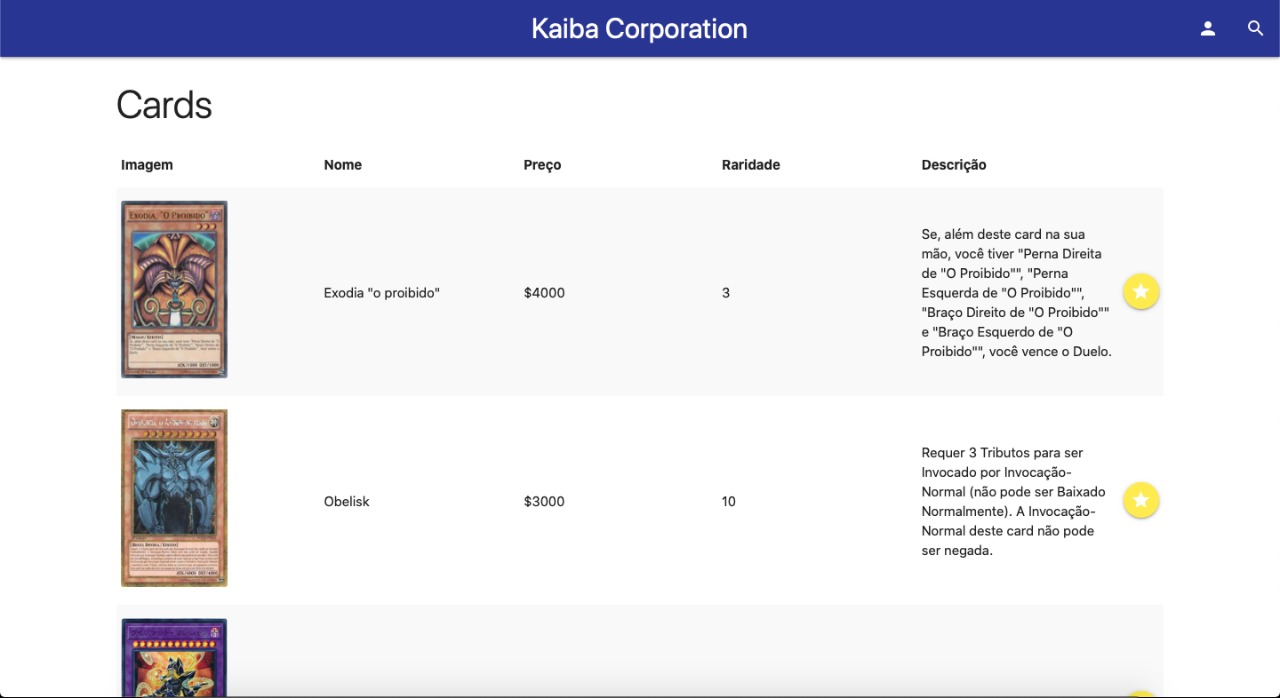 Kaiba Corporation
Cards
Imagem Nome Preço Raridade Descrição
EXODIA, "O PROIBIDO"
Exodia "o proibido"
$4000
3
Se, além deste card na sua
mão, você tiver "Perna Direita
de "O Proibido"", "Perna
Esquerda de "O Proibido"",
"Braço Direito de "O Proibido""
e "Braço Esquerdo de "O
Proibido"", você vence o Duelo.
Obelisk
$3000
10
Requer 3 Tributos para ser
Invocado por Invocação-
Normal (não pode ser Baixado
Normalmente). A Invocação-
Normal deste card não pode
ser negada.